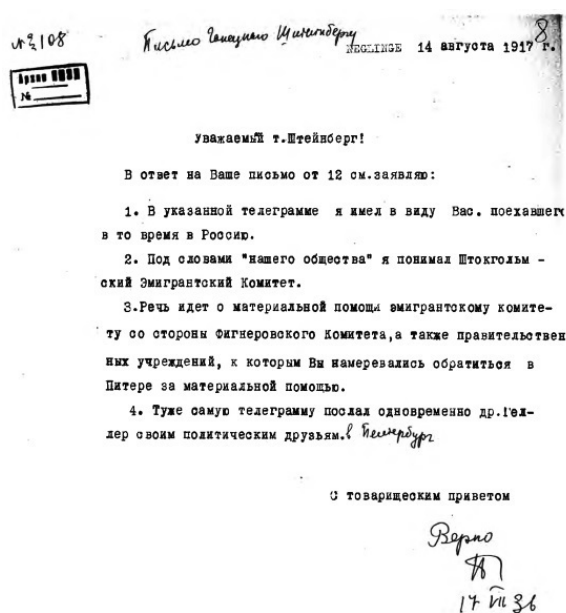 №108
Письмо Ганецкого Штейнбергу
8
NEGLINGE 14 августа 1917 г.
Архив
№
Уважаемый т.Штейнберг!
В ответ на Ваше письмо от 12 см.заявляю:
1. В указанной телеграмме я имел в виду Вас. поехавшего
в то время в Россию.
2. Под словами "нашего общества" я понимал Штокгольм -
ский Эмигрантский Комитет.
3.Речь идет о материальной помощи эмигрантскому комите-
ту со стороны Фигнеровского Комитета,а также правительствен
ных учреждений, к которым Вы намеревались обратиться в
Питере за материальной помощью.
4. Туже самую телеграмму послал одновременно др.Гел-
лер своим политическим друзьям.в Петербург
С товарищеским приветом
Верно
17 VII 36